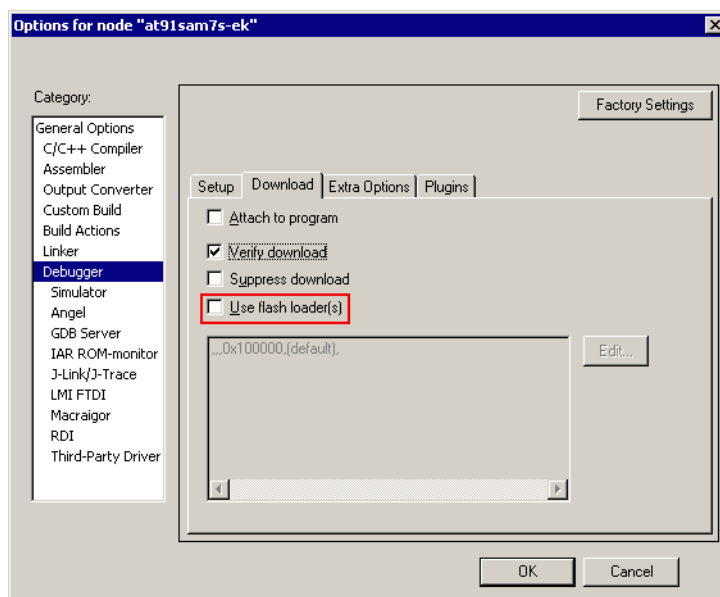 Options for node "at91sam7s-ek"
Category:
Factory Settings
General Options
C/C++ Compiler
Assembler
Output Converter
Custom Build
Build Actions
Linker
Debugger
Simulator
Angel
GDB Server
IAR ROM-monitor
J-Link/J-Trace
LMI FTDI
Macraigor
RDI
Third-Party Driver
Setup Download Extra Options Plugins
Attach to program
Verify download
Suppress download
Use flash loader(s)
,,,,0x100000,(default),
Edit...
OK Cancel